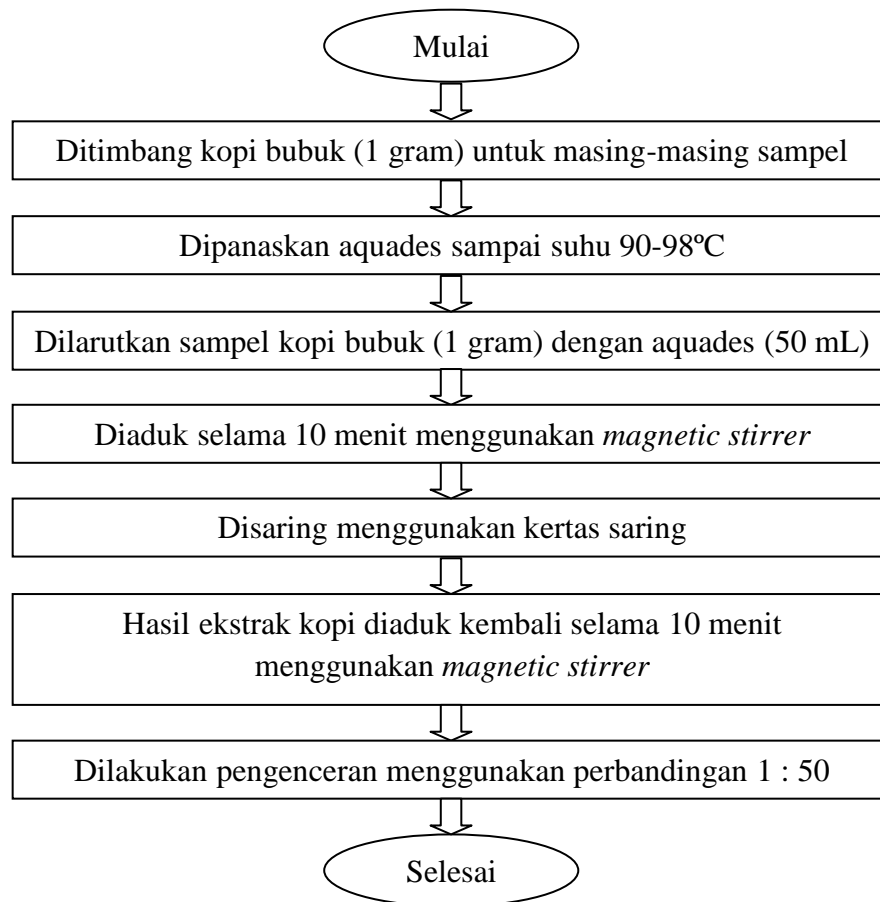 Mulai
Ditimbang kopi bubuk (1 gram) untuk masing-masing sampel
Dipanaskan aquades sampai suhu 90-98ºC
Dilarutkan sampel kopi bubuk (1 gram) dengan aquades (50 mL)
Diaduk selama 10 menit menggunakan magnetic stirrer
Disaring menggunakan kertas saring
Hasil ekstrak kopi diaduk kembali selama 10 menit
menggunakan magnetic stirrer
Dilakukan pengenceran menggunakan perbandingan 1 : 50
Selesai